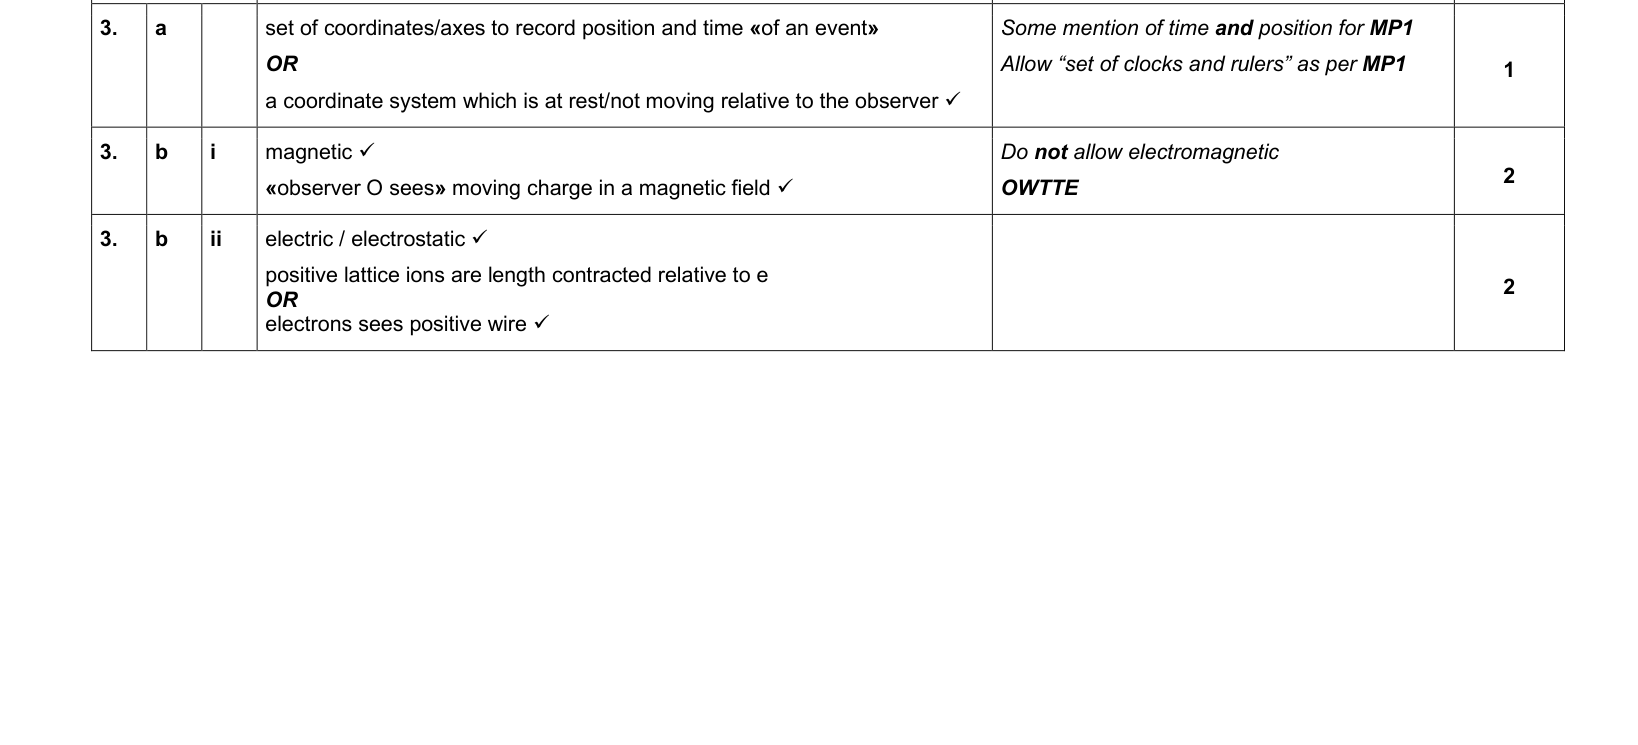 3. a set of coordinates/axes to record position and time «of an event» Some mention of time and position for MP1
OR Allow “set of clocks and rulers” as per MP1 1
a coordinate system which is at rest/not moving relative to the observer ✓
3. b i magnetic ✓ Do not allow electromagnetic 2
«observer O sees» moving charge in a magnetic field ✓ OWTTE
3. b ii electric / electrostatic ✓
positive lattice ions are length contracted relative to e 2
OR
electrons sees positive wire ✓